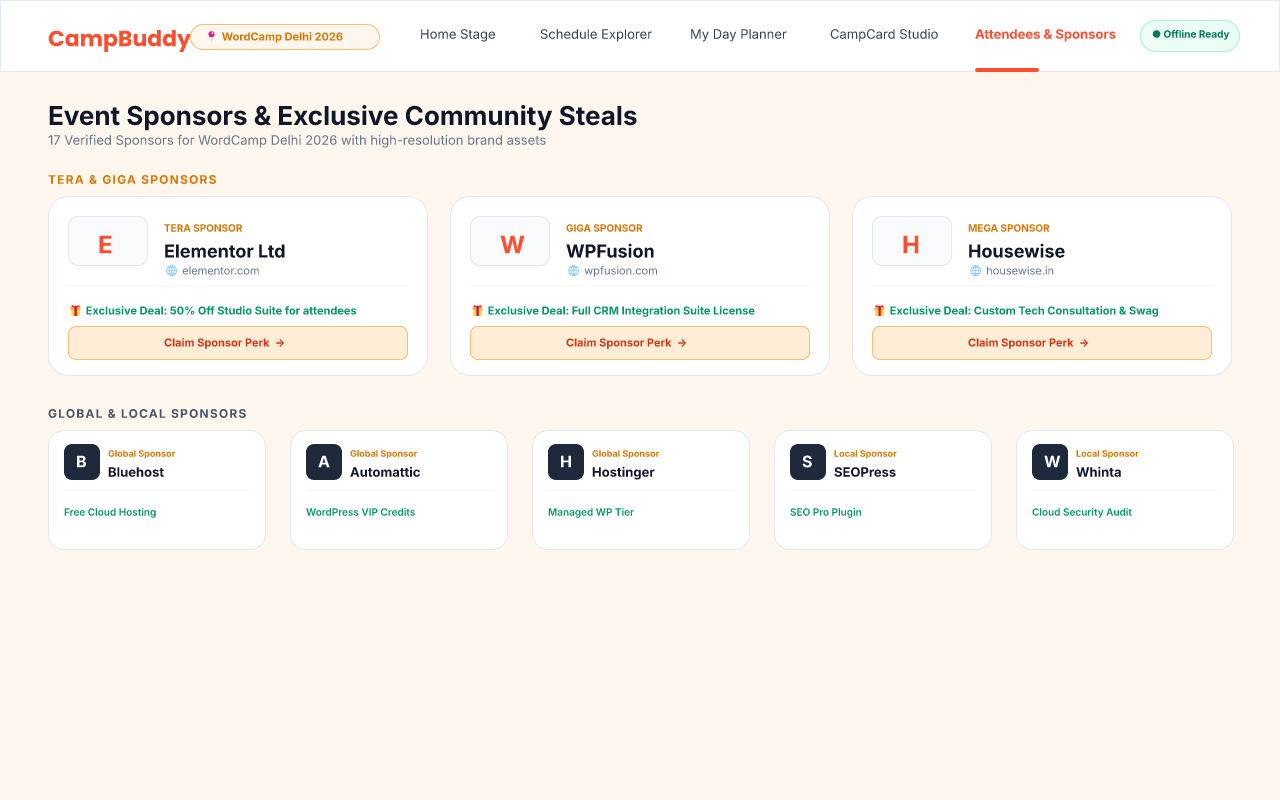 CampBuddy
📍 WordCamp Delhi 2026
Home Stage
Schedule Explorer
My Day Planner
CampCard Studio
Attendees & Sponsors
● Offline Ready
Event Sponsors & Exclusive Community Steals
17 Verified Sponsors for WordCamp Delhi 2026 with high-resolution brand assets
TERA & GIGA SPONSORS
E
TERA SPONSOR
Elementor Ltd
🌐 elementor.com
🎁 Exclusive Deal: 50% Off Studio Suite for attendees
Claim Sponsor Perk →
W
GIGA SPONSOR
WPFusion
🌐 wpfusion.com
🎁 Exclusive Deal: Full CRM Integration Suite License
Claim Sponsor Perk →
H
MEGA SPONSOR
Housewise
🌐 housewise.in
🎁 Exclusive Deal: Custom Tech Consultation & Swag
Claim Sponsor Perk →
GLOBAL & LOCAL SPONSORS
B
Global Sponsor
Bluehost
Free Cloud Hosting
A
Global Sponsor
Automattic
WordPress VIP Credits
H
Global Sponsor
Hostinger
Managed WP Tier
S
Local Sponsor
SEOPress
SEO Pro Plugin
W
Local Sponsor
Whinta
Cloud Security Audit